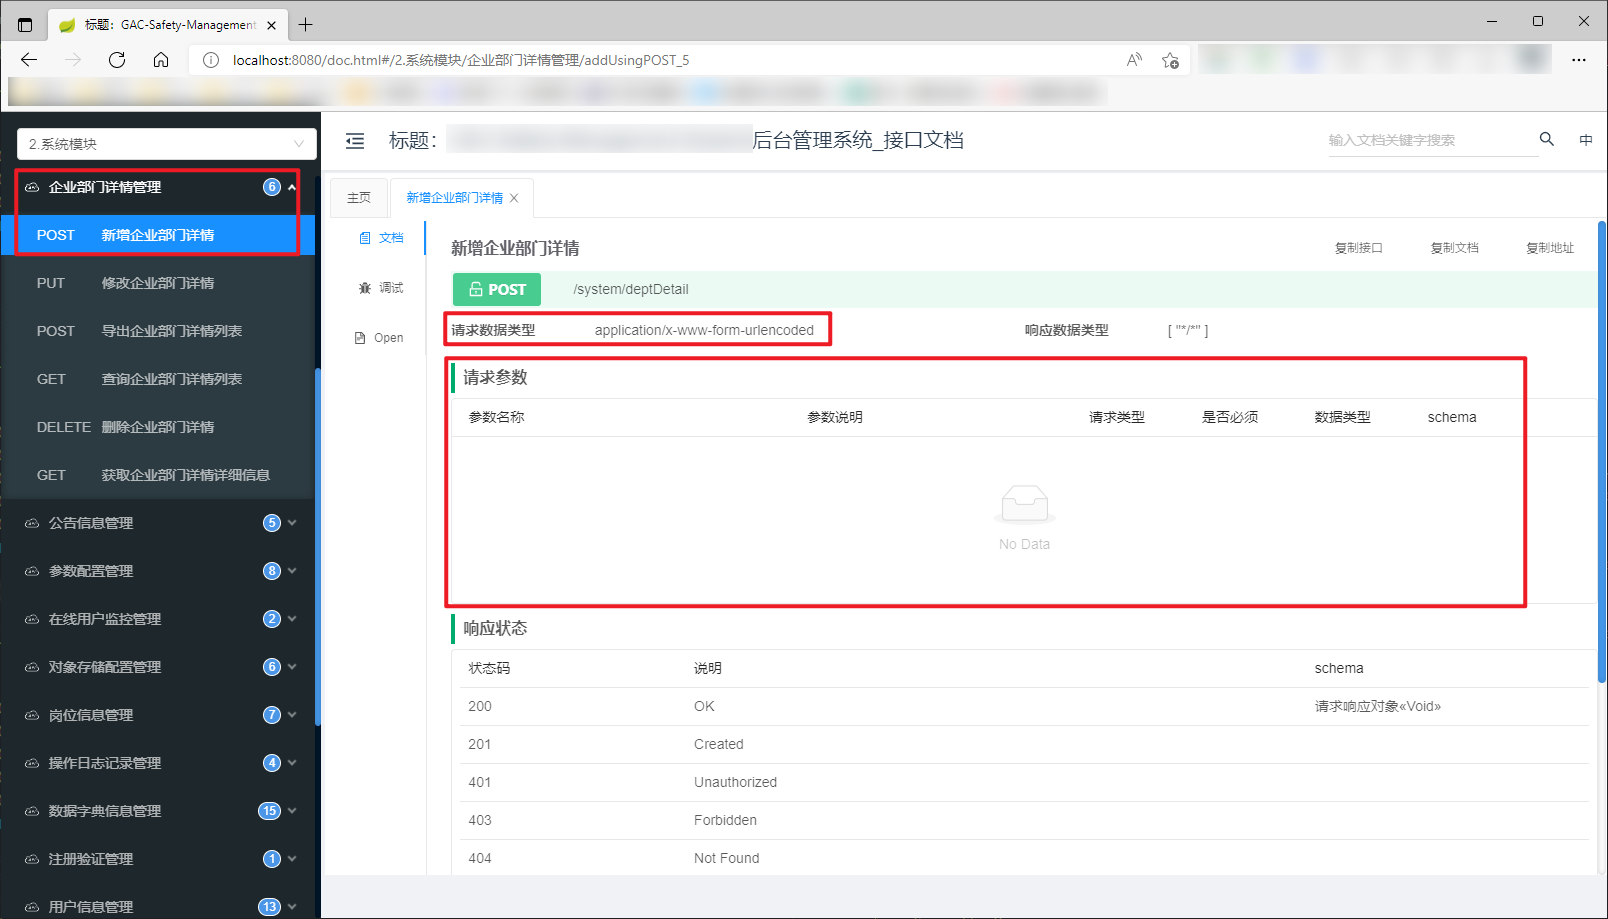 标题：GAC-Safety-Management
localhost:8080/doc.html#/2.系统模块/企业部门详情管理/addUsingPOST_5
2.系统模块
企业部门详情管理 6
POST 新增企业部门详情
PUT 修改企业部门详情
POST 导出企业部门详情列表
GET 查询企业部门详情列表
DELETE 删除企业部门详情
GET 获取企业部门详情详细信息
公告信息管理 5
参数配置管理 8
在线用户监控管理 2
对象存储配置管理 6
岗位信息管理 7
操作日志记录管理 4
数据字典信息管理 15
注册验证管理 1
用户信息管理 13
标题：
后台管理系统_接口文档
输入文档关键字搜索
中
主页
新增企业部门详情
文档
调试
Open
新增企业部门详情
复制接口 复制文档 复制地址
POST /system/deptDetail
请求数据类型 application/x-www-form-urlencoded 响应数据类型 [ "*/*" ]
请求参数
参数名称 参数说明 请求类型 是否必须 数据类型 schema
No Data
响应状态
状态码 说明 schema
200 OK 请求响应对象«Void»
201 Created
401 Unauthorized
403 Forbidden
404 Not Found